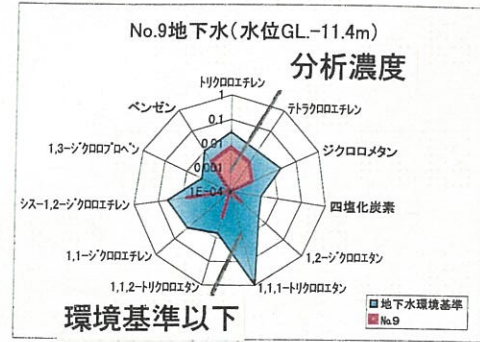 No.9地下水(水位GL.-11.4m)
分析濃度
トリクロロエチレン
テトラクロロエチレン
ジクロロメタン
四塩化炭素
1,2-ジクロロエタン
1,1,1-トリクロロエタン
1,1,2-トリクロロエタン
1,1-ジクロロエチレン
シス-1,2-ジクロロエチレン
1,3-ジクロロプロペン
ベンゼン
1
0.1
0.01
0.001
1E-04
環境基準以下
地下水環境基準
No.9